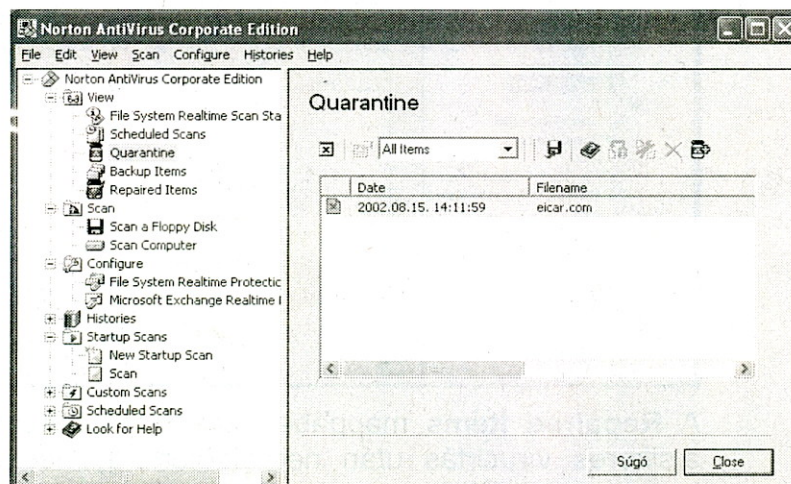 Norton AntiVirus Corporate Edition
File Edit View Scan Configure Histories Help
Norton AntiVirus Corporate Edition
View
File System Realtime Scan Sta
Scheduled Scans
Quarantine
Backup Items
Repaired Items
Scan
Scan a Floppy Disk
Scan Computer
Configure
File System Realtime Protectic
Microsoft Exchange Realtime I
Histories
Startup Scans
New Startup Scan
Scan
Custom Scans
Scheduled Scans
Look for Help
Quarantine
All Items
Date Filename
2002.08.15. 14:11:59 eicar.com
Súgó Close